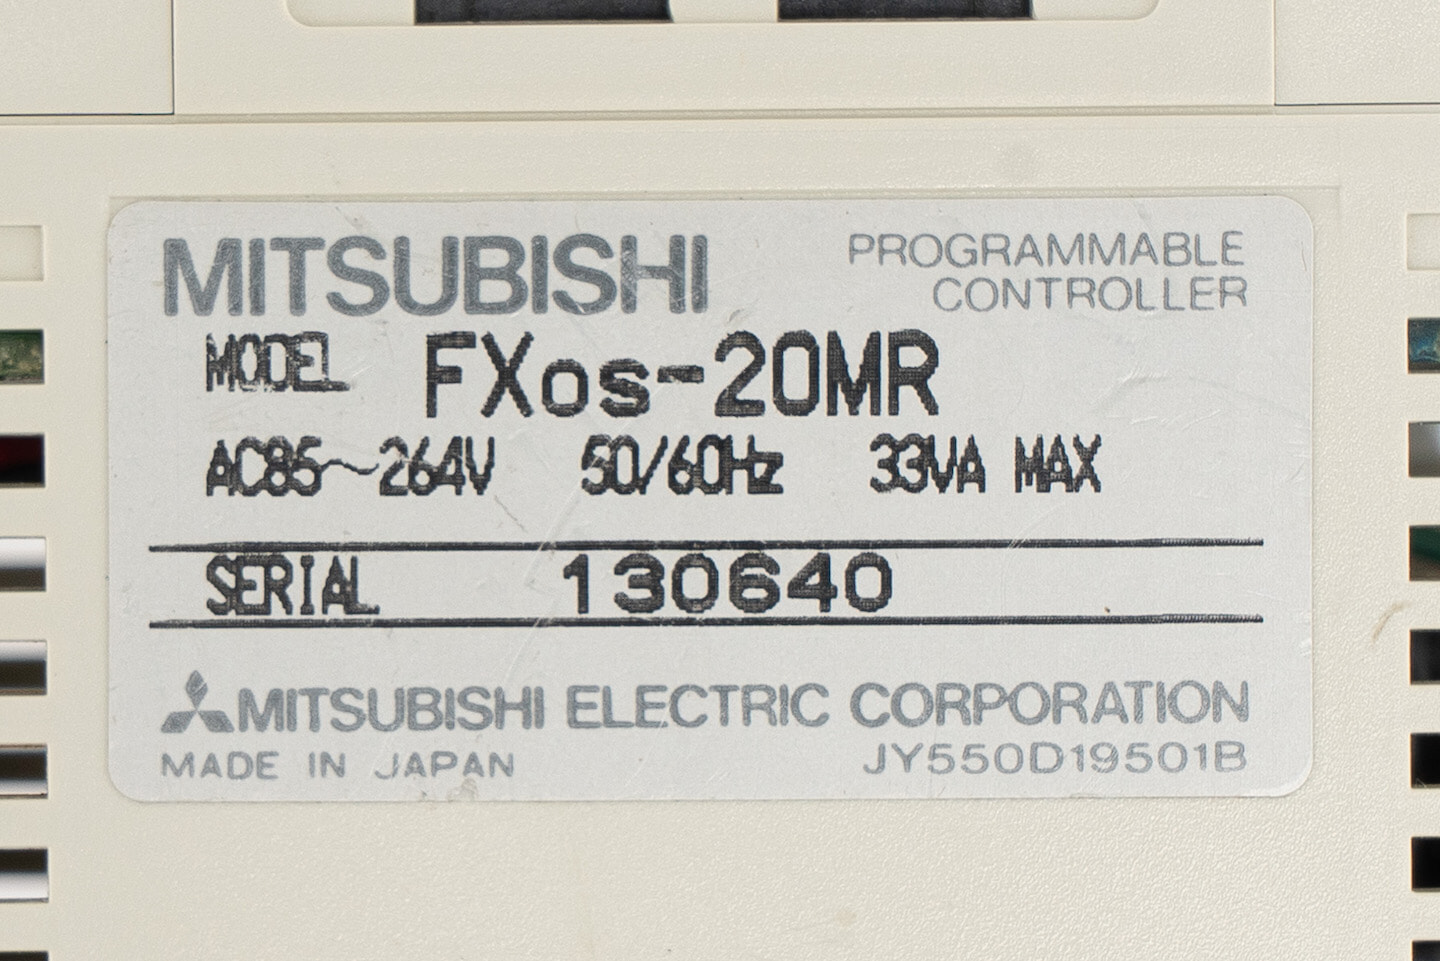 MITSUBISHI
PROGRAMMABLE
CONTROLLER
MODEL FX0S-20MR
AC85~264V 50/60Hz 33VA MAX
SERIAL 130640
MITSUBISHI ELECTRIC CORPORATION
MADE IN JAPAN JY550D19501B